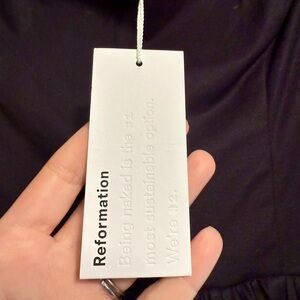 Reformation
Being naked is the #1
most sustainable option.
We're #2.